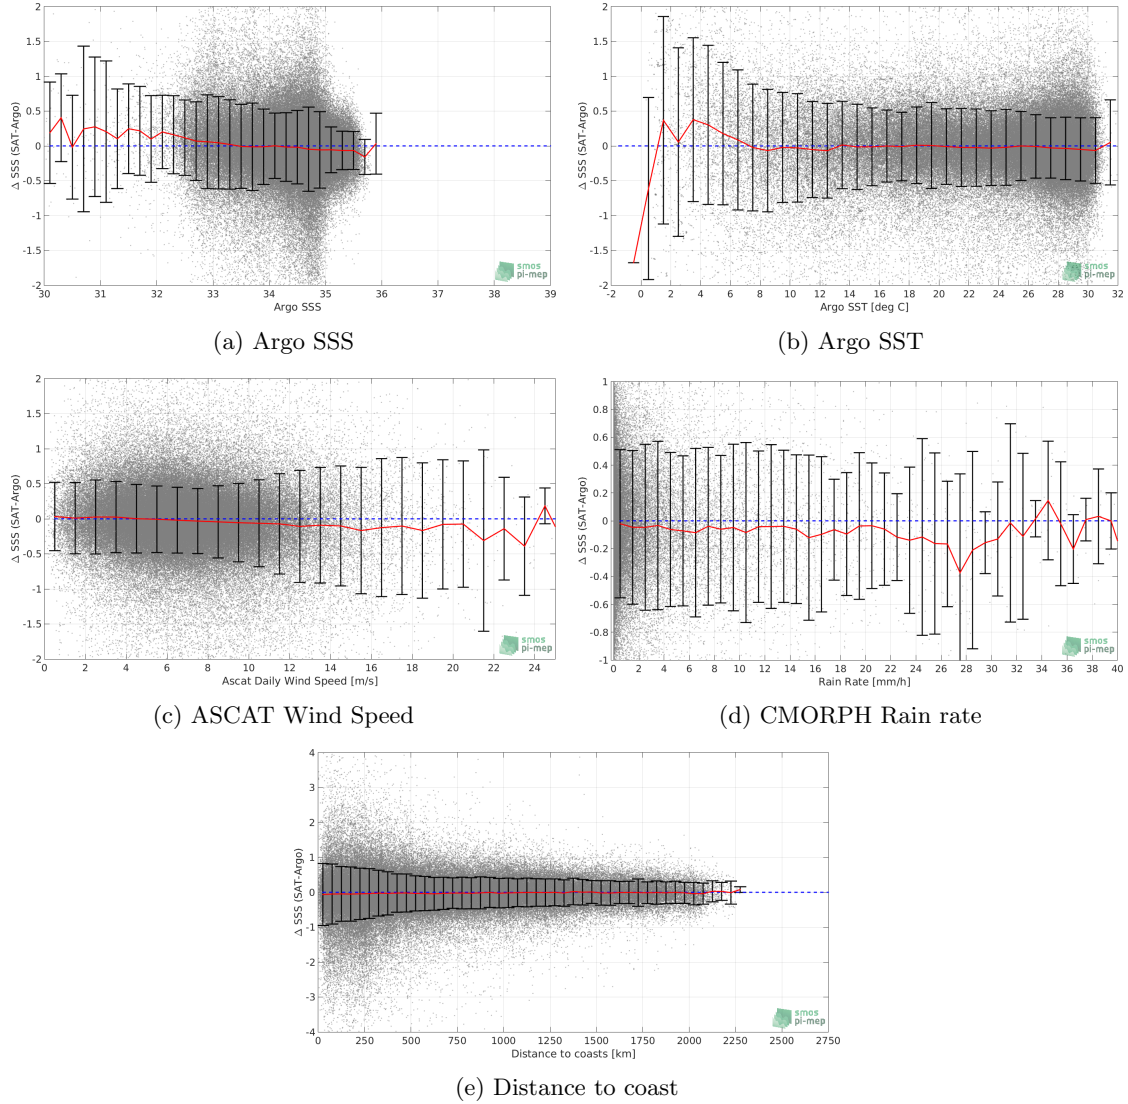 2
1.5
1
0.5
0
-0.5
-1
-1.5
-2
30 31 32 33 34 35 36 37 38 39
Δ SSS (SAT-Argo)
Argo SSS
smos
pi-mep
(a) Argo SSS
2
1.5
1
0.5
0
-0.5
-1
-1.5
-2
-2 0 2 4 6 8 10 12 14 16 18 20 22 24 26 28 30 32
Δ SSS (SAT-Argo)
Argo SST [deg C]
smos
pi-mep
(b) Argo SST
2
1.5
1
0.5
0
-0.5
-1
-1.5
-2
0 2 4 6 8 10 12 14 16 18 20 22 24
Δ SSS (SAT-Argo)
Ascat Daily Wind Speed [m/s]
smos
pi-mep
(c) ASCAT Wind Speed
1
0.8
0.6
0.4
0.2
0
-0.2
-0.4
-0.6
-0.8
-1
0 2 4 6 8 10 12 14 16 18 20 22 24 26 28 30 32 34 36 38 40
Δ SSS (SAT-Argo)
Rain Rate [mm/h]
smos
pi-mep
(d) CMORPH Rain rate
4
3
2
1
0
-1
-2
-3
-4
0 250 500 750 1000 1250 1500 1750 2000 2250 2500 2750
Δ SSS (SAT-Argo)
Distance to coasts [km]
smos
pi-mep
(e) Distance to coast